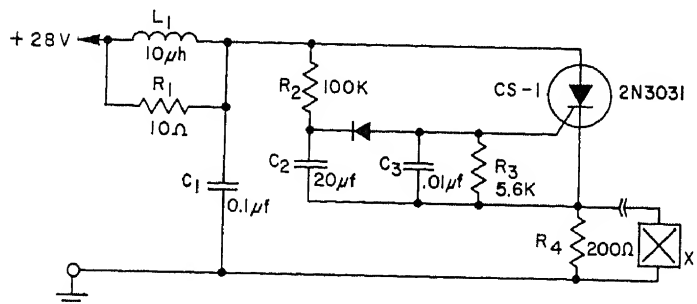 L1
+ 28V
10µh
R1
10Ω
R2
100K
CS-1
2N3031
C2
20µf
C3
.01µf
R3
5.6K
C1
0.1µf
R4
200Ω
X